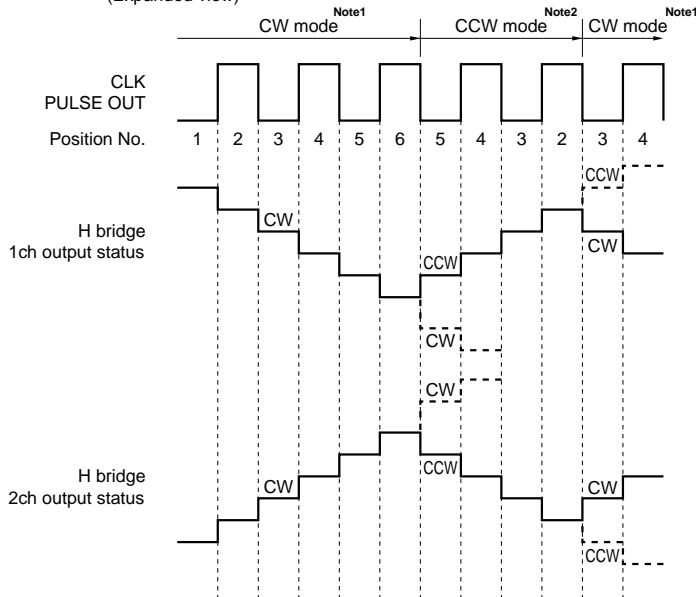 (Expanded view)
CW mode Note1 CCW mode Note2 CW mode Note1
CLK
PULSE OUT
Position No. 1 2 3 4 5 6 5 4 3 2 3 4
CCW
H bridge
1ch output status
CW
CCW
CW
CW
CW
H bridge
2ch output status
CW
CCW
CW
CCW